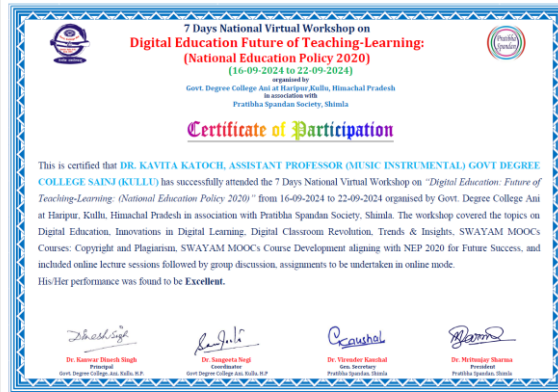 7 Days National Virtual Workshop on
Digital Education Future of Teaching-Learning:
(National Education Policy 2020)
(16-09-2024 to 22-09-2024)
organised by
Govt. Degree College Ani at Haripur,Kullu, Himachal Pradesh
in association with
Pratibha Spandan Society, Shimla
Pratibha
Spandan
Certificate of Participation
This is certified that DR. KAVITA KATOCH, ASSISTANT PROFESSOR (MUSIC INSTRUMENTAL) GOVT DEGREE
COLLEGE SAINJ (KULLU) has successfully attended the 7 Days National Virtual Workshop on “Digital Education: Future of
Teaching-Learning: (National Education Policy 2020)” from 16-09-2024 to 22-09-2024 organised by Govt. Degree College Ani
at Haripur, Kullu, Himachal Pradesh in association with Pratibha Spandan Society, Shimla. The workshop covered the topics on
Digital Education, Innovations in Digital Learning, Digital Classroom Revolution, Trends & Insights, SWAYAM MOOCs
Courses: Copyright and Plagiarism, SWAYAM MOOCs Course Development aligning with NEP 2020 for Future Success, and
included online lecture sessions followed by group discussion, assignments to be undertaken in online mode.
His/Her performance was found to be Excellent.
Dr. Kanwar Dinesh Singh
Principal
Govt. Degree College, Ani, Kullu, H.P
Dr. Sangeeta Negi
Coordinator
Govt Degree College Ani, Kullu, H.P
Dr. Virender Kaushal
Gen. Secretary
Pratibha Spandan, Shimla
Dr. Mritunjay Sharma
President
Pratibha Spandan, Shimla